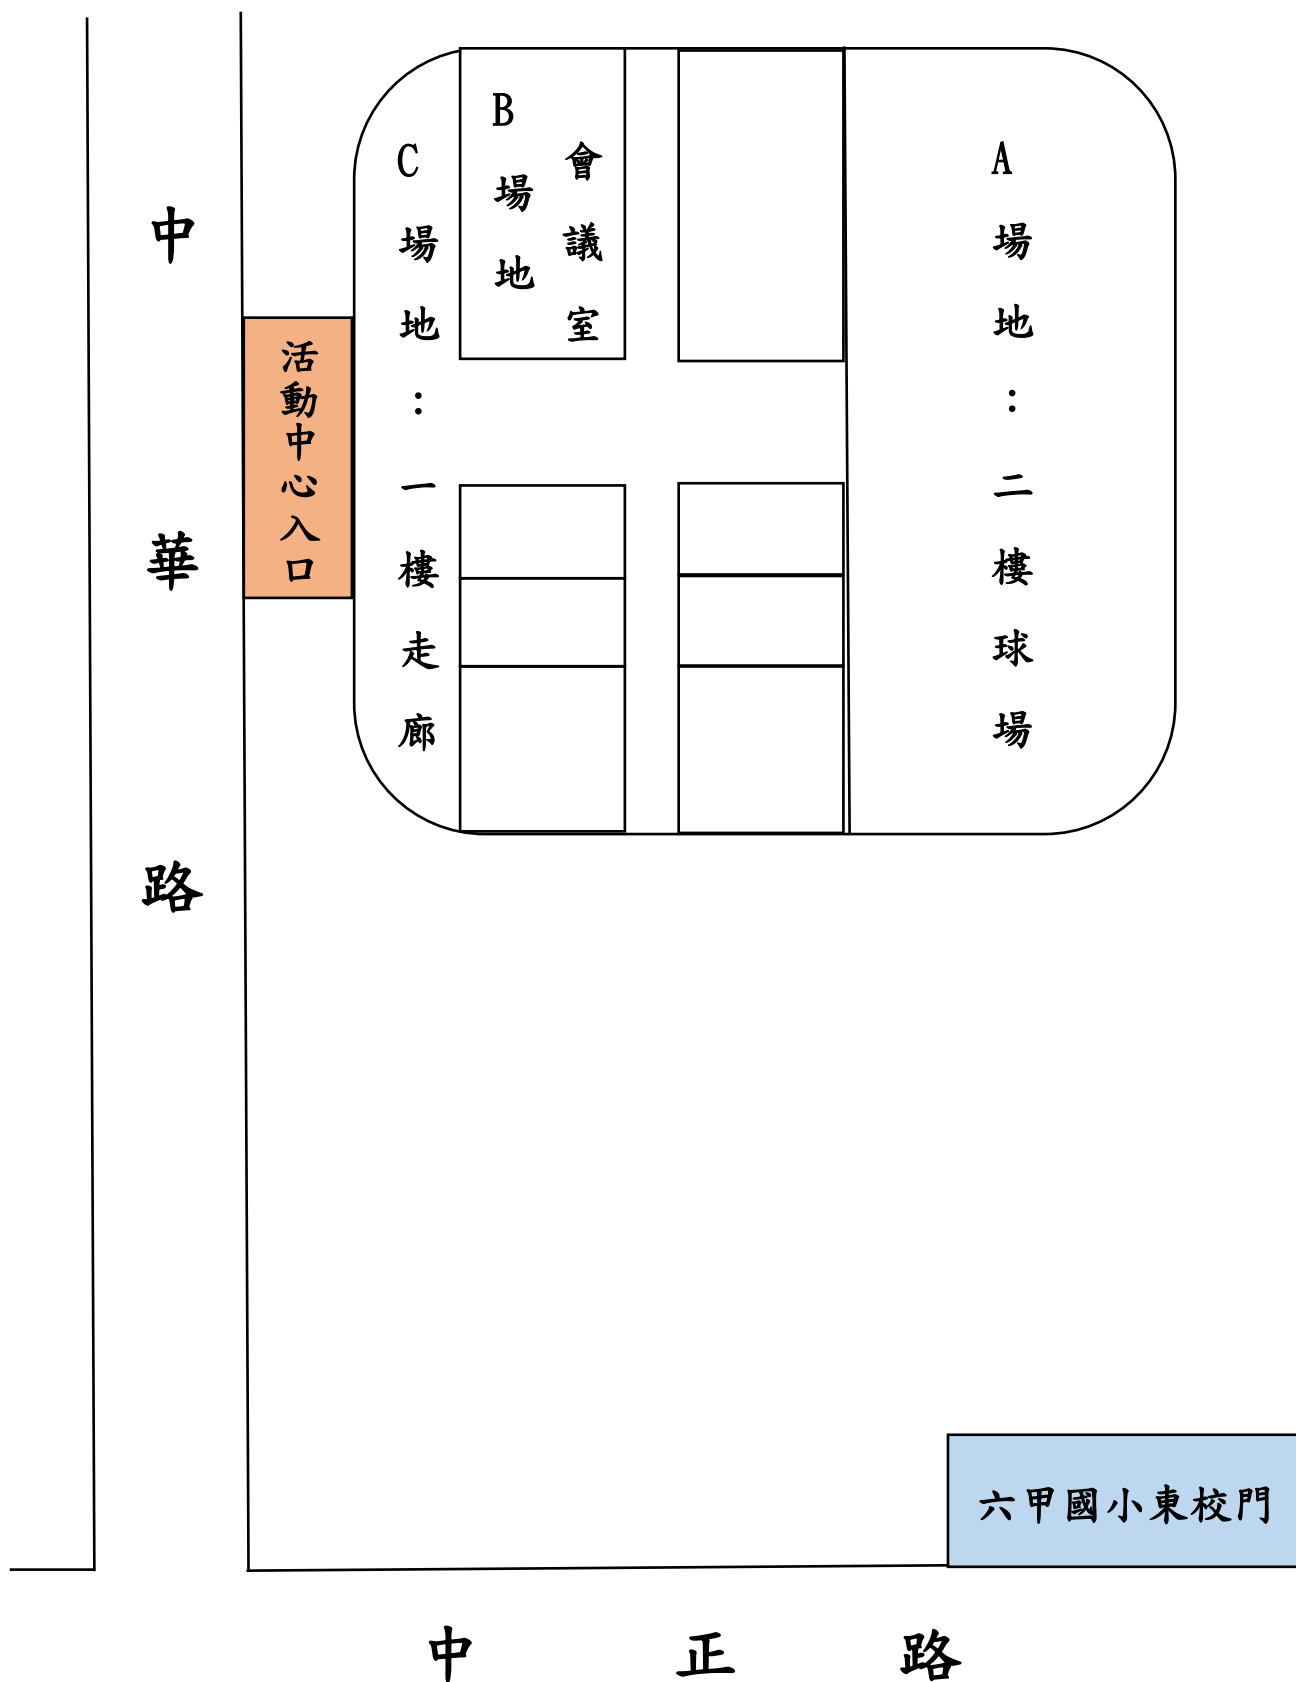 中華路
活動中心入口
C場地：一樓走廊
B場地
會議室
A場地：二樓球場
六甲國小東校門
中正路